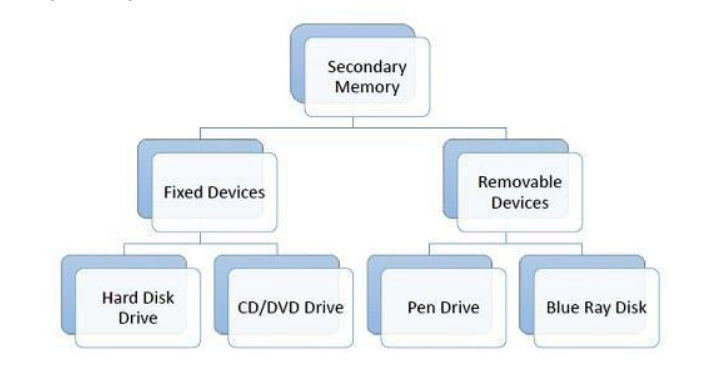 Secondary
Memory
Fixed Devices
Removable
Devices
Hard Disk
Drive
CD/DVD Drive
Pen Drive
Blue Ray Disk